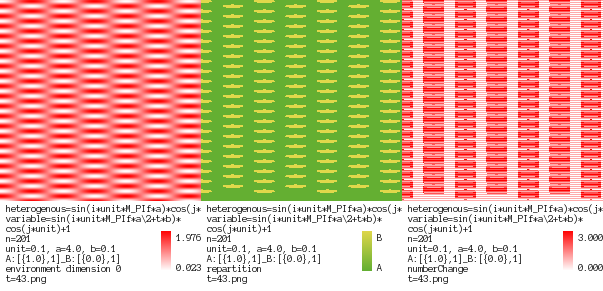 heterogenous=sin(i*unit*M_PIf*a)*cos(j*
variable=sin(i*unit*M_PIf*a\2+t*b)*
cos(j*unit)+1
n=201
unit=0.1, a=4.0, b=0.1
A:[{1.0},1]_B:[{0.0},1]
environment dimension 0
t=43.png
1.976
0.023
heterogenous=sin(i*unit*M_PIf*a)*cos(j*
variable=sin(i*unit*M_PIf*a\2+t*b)*
cos(j*unit)+1
n=201
unit=0.1, a=4.0, b=0.1
A:[{1.0},1]_B:[{0.0},1]
repartition
t=43.png
B
A
heterogenous=sin(i*unit*M_PIf*a)*cos(j*
variable=sin(i*unit*M_PIf*a\2+t*b)*
cos(j*unit)+1
n=201
unit=0.1, a=4.0, b=0.1
A:[{1.0},1]_B:[{0.0},1]
numberChange
t=43.png
3.000
0.000